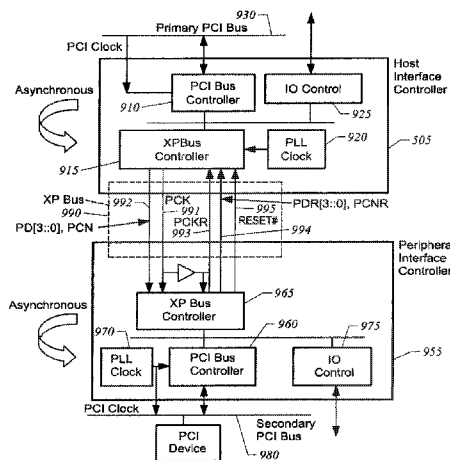 Primary PCI Bus
930
PCI Clock
Host
Interface
Controller
Asynchronous
PCI Bus
Controller
910
IO Control
925
XPBus
Controller
915
PLL
Clock
920
505
XP Bus
990
992
PCK
991
PD[3::0], PCN
PCKR
993
995
PDR[3::0], PCNR
RESET#
994
Peripheral
Interface
Controller
Asynchronous
XP Bus
Controller
965
970
960
975
PLL
Clock
PCI Bus
Controller
IO
Control
955
PCI Clock
Secondary
PCI Bus
PCI
Device
980